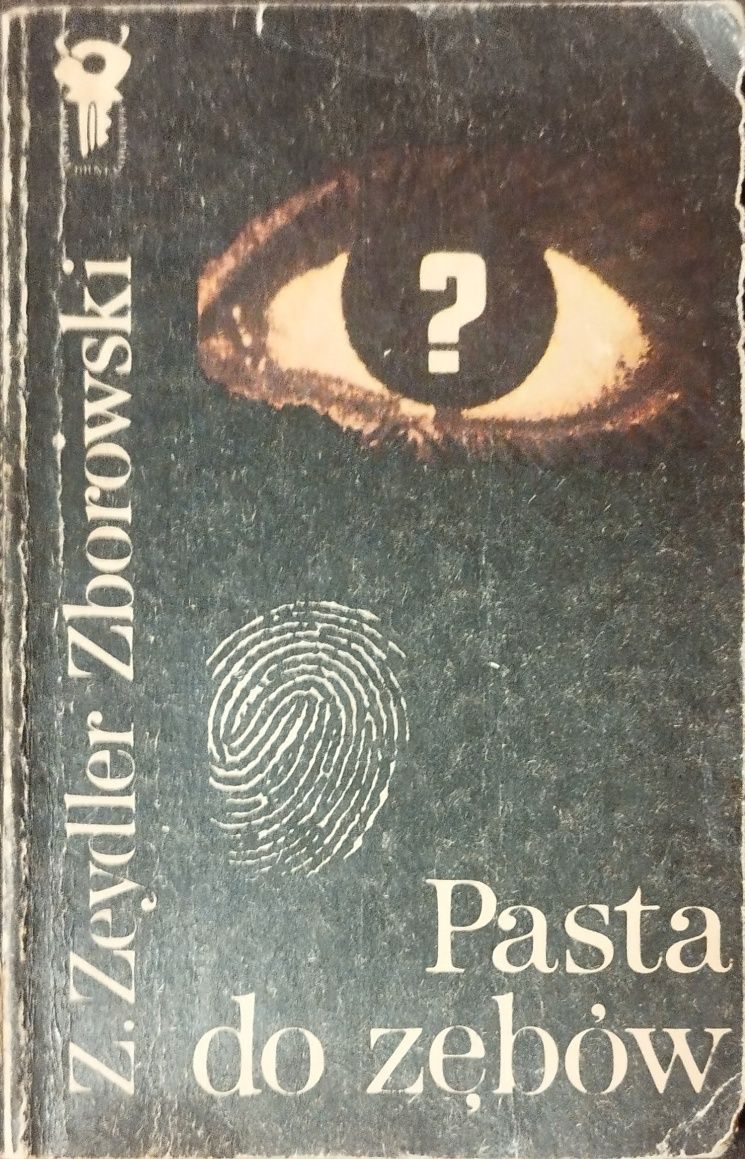 Z. Zeydler Zborowski
?
Pasta
do zębów